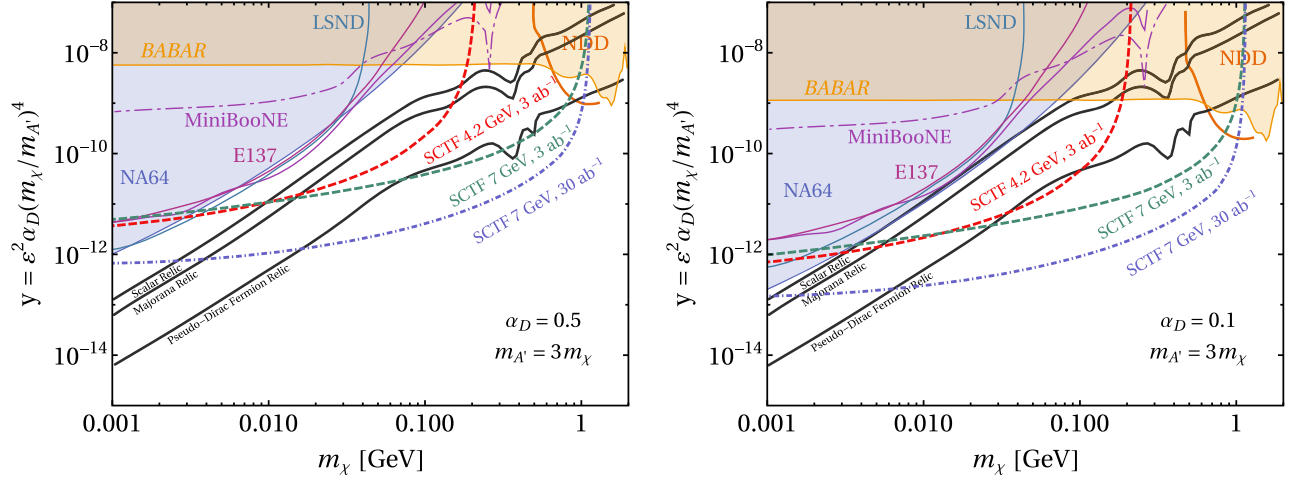 y = ε²α_D(m_χ/m_A')⁴
10⁻⁸
10⁻¹⁰
10⁻¹²
10⁻¹⁴
LSND
BABAR
NDD
MiniBooNE
E137
NA64
SCTF 4.2 GeV, 3 ab⁻¹
SCTF 7 GeV, 3 ab⁻¹
SCTF 7 GeV, 30 ab⁻¹
Scalar Relic
Majorana Relic
Pseudo-Dirac Fermion Relic
α_D = 0.5
m_A' = 3m_χ
0.001 0.010 0.100 1
m_χ [GeV]
y = ε²α_D(m_χ/m_A')⁴
10⁻⁸
10⁻¹⁰
10⁻¹²
10⁻¹⁴
LSND
NDD
BABAR
MiniBooNE
E137
NA64
SCTF 4.2 GeV, 3 ab⁻¹
SCTF 7 GeV, 3 ab⁻¹
SCTF 7 GeV, 30 ab⁻¹
Scalar Relic
Majorana Relic
Pseudo-Dirac Fermion Relic
α_D = 0.1
m_A' = 3m_χ
0.001 0.010 0.100 1
m_χ [GeV]